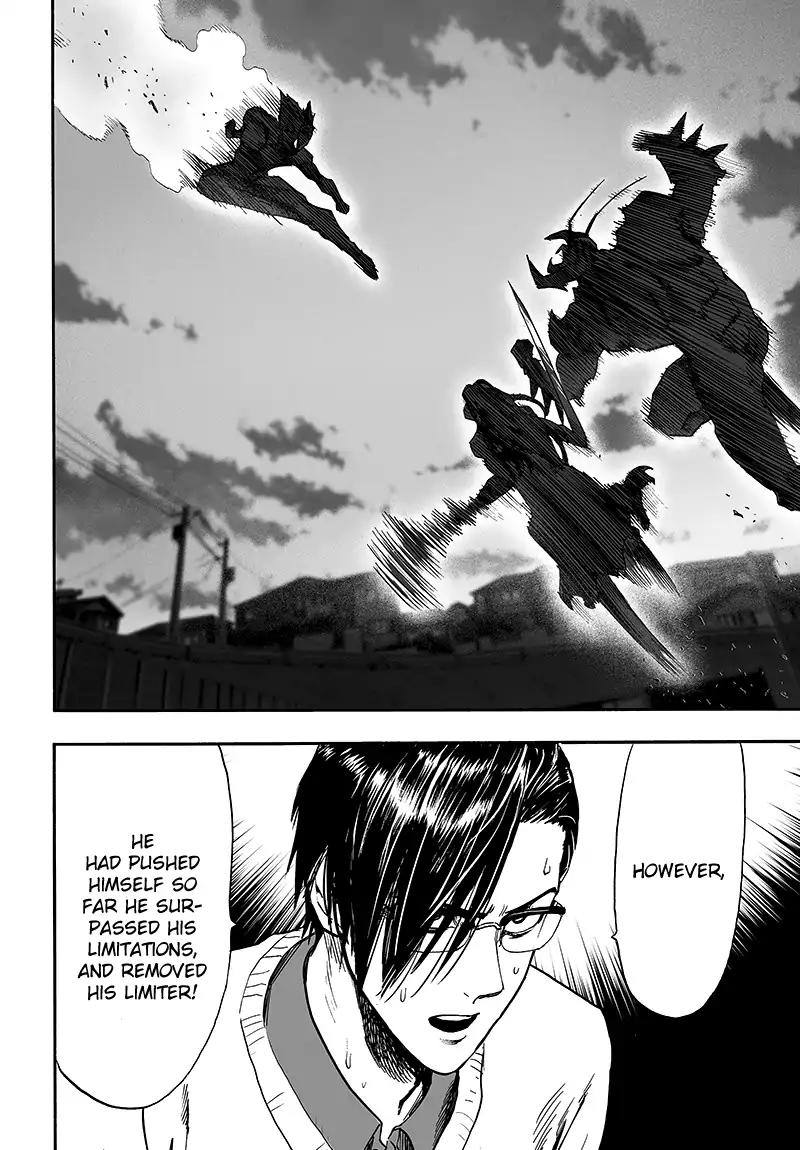 HOWEVER,
HE
HAD PUSHED
HIMSELF SO
FAR HE SUR-
PASSED HIS
LIMITATIONS,
AND REMOVED
HIS LIMITER!